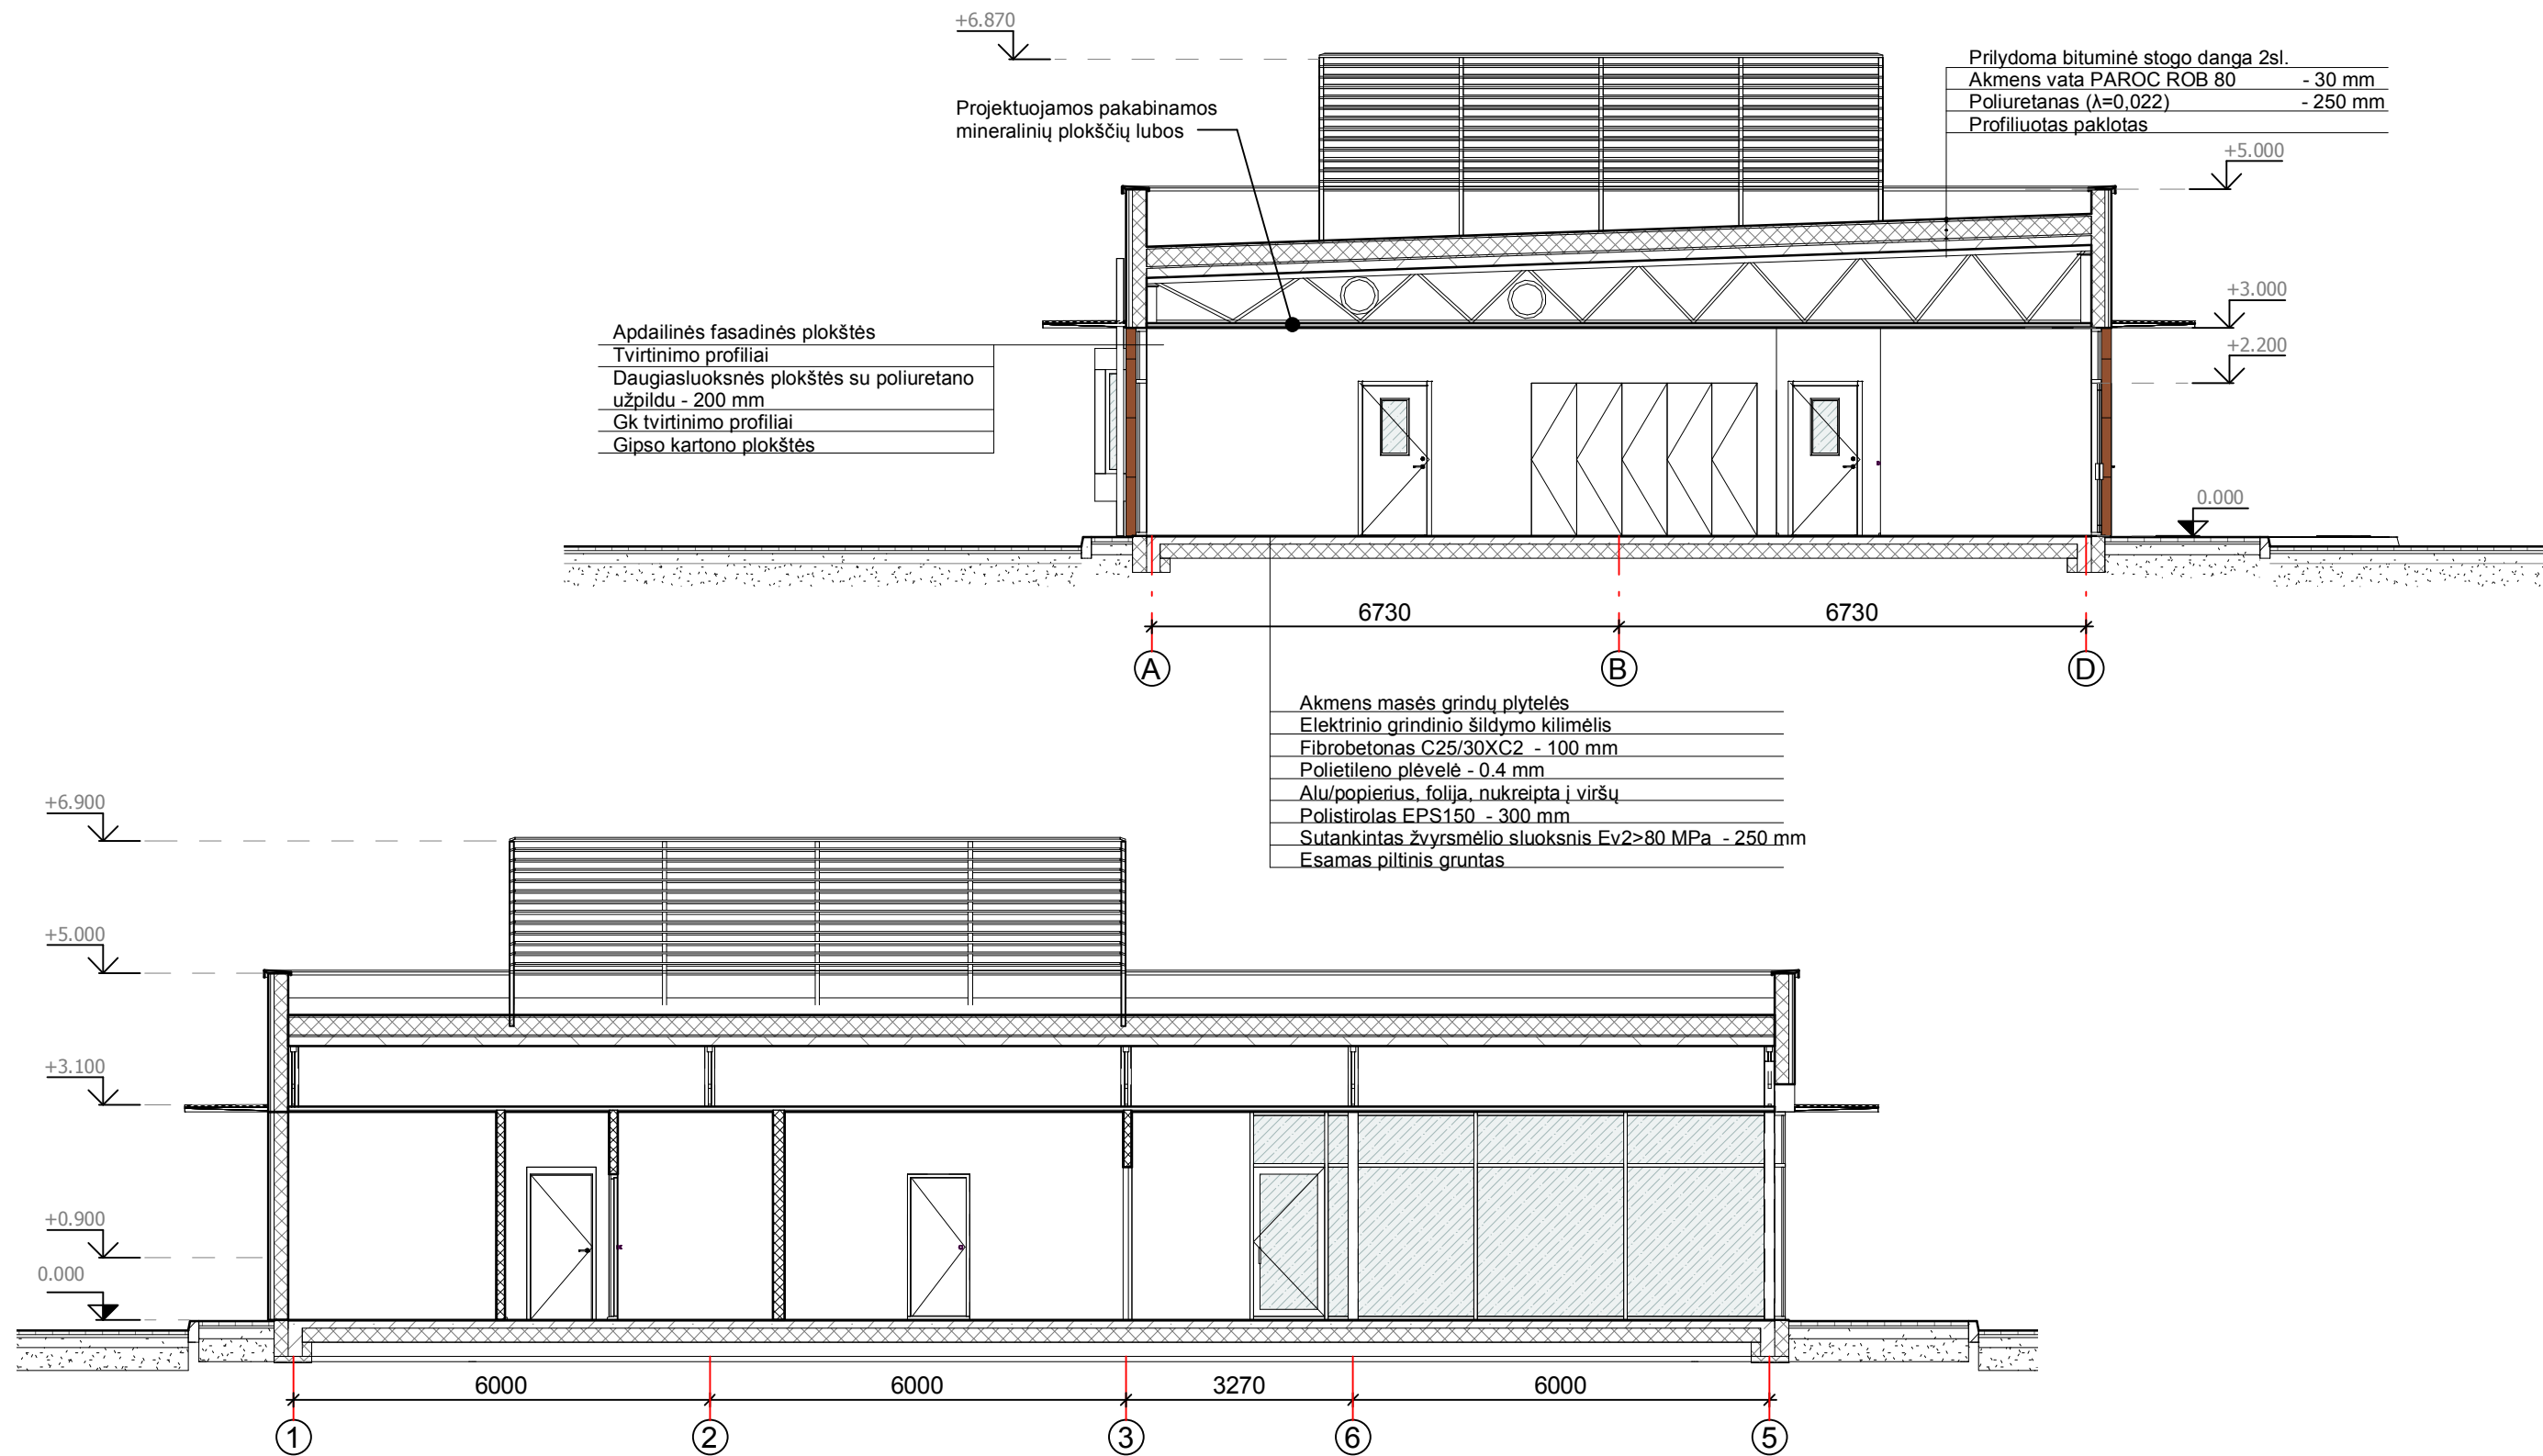 +6.870
Projektuojamos pakabinamos
mineralinių plokščių lubos
Prilydoma bituminė stogo danga 2sl.
Akmens vata PAROC ROB 80 - 30 mm
Poliuretanas (λ=0,022) - 250 mm
Profiliuotas paklotas
+5.000
+3.000
+2.200
0.000
Apdailinės fasadinės plokštės
Tvirtinimo profiliai
Daugiasluoksnės plokštės su poliuretano
užpildu - 200 mm
Gk tvirtinimo profiliai
Gipso kartono plokštės
6730 6730
A B D
Akmens masės grindų plytelės
Elektrinio grindinio šildymo kilimėlis
Fibrobetonas C25/30XC2 - 100 mm
Polietileno plėvelė - 0.4 mm
Alu/popierius, folija, nukreipta į viršų
Polistirolas EPS150 - 300 mm
Sutankintas žvyrsmėlio sluoksnis Ev2>80 MPa - 250 mm
Esamas piltinis gruntas
+6.900
+5.000
+3.100
+0.900
0.000
6000 6000 3270 6000
1 2 3 6 5